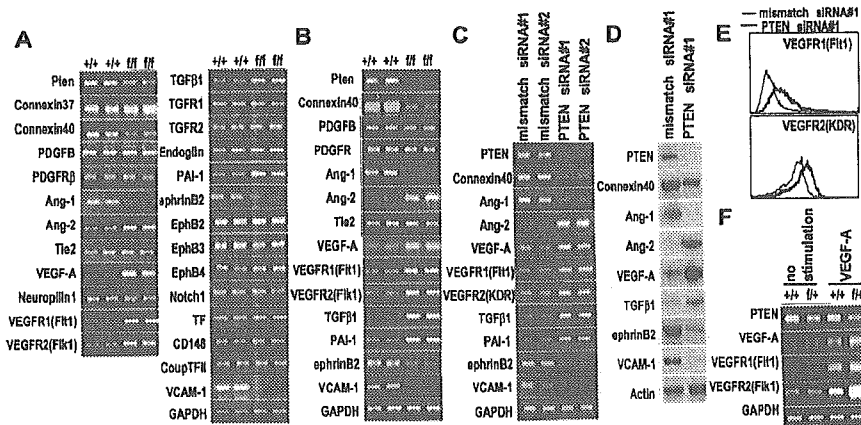 A
+/+ +/+ f/f f/f
Pten
Connexin37
Connexin40
PDGFB
PDGFRβ
Ang-1
Ang-2
Tie2
VEGF-A
Neuropilin1
VEGFR1(Flt1)
VEGFR2(Flk1)
+/+ +/+ f/f f/f
TGFβ1
TGFR1
TGFR2
Endoglin
PAI-1
ephrinB2
EphB2
EphB3
EphB4
Notch1
TF
CD148
CoupTFII
VCAM-1
GAPDH
B
+/+ +/+ f/f f/f
Pten
Connexin40
PDGFB
PDGFR
Ang-1
Ang-2
Tie2
VEGF-A
VEGFR1(Flt1)
VEGFR2(Flk1)
TGFβ1
PAI-1
ephrinB2
VCAM-1
GAPDH
C
mismatch siRNA#1
mismatch siRNA#2
PTEN siRNA#1
PTEN siRNA#2
PTEN
Connexin40
Ang-1
Ang-2
VEGF-A
VEGFR1(Flt1)
VEGFR2(KDR)
TGFβ1
PAI-1
ephrinB2
VCAM-1
GAPDH
D
mismatch siRNA#1
PTEN siRNA#1
PTEN
Connexin40
Ang-1
Ang-2
VEGF-A
TGFβ1
ephrinB2
VCAM-1
Actin
E
mismatch siRNA#1
PTEN siRNA#1
VEGFR1(Flt1)
VEGFR2(KDR)
F
no stimulation
VEGF-A
+/+ f/+ +/+ f/+
PTEN
VEGF-A
VEGFR1(Flt1)
VEGFR2(Flk1)
GAPDH